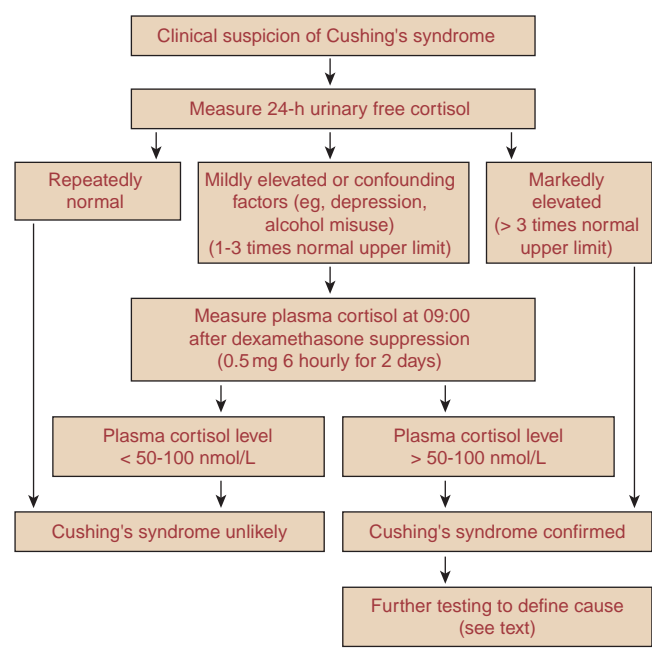 Clinical suspicion of Cushing's syndrome
Measure 24-h urinary free cortisol
Repeatedly
normal
Mildly elevated or confounding
factors (eg, depression,
alcohol misuse)
(1-3 times normal upper limit)
Markedly
elevated
(> 3 times normal
upper limit)
Measure plasma cortisol at 09:00
after dexamethasone suppression
(0.5 mg 6 hourly for 2 days)
Plasma cortisol level
< 50-100 nmol/L
Plasma cortisol level
> 50-100 nmol/L
Cushing's syndrome unlikely
Cushing's syndrome confirmed
Further testing to define cause
(see text)